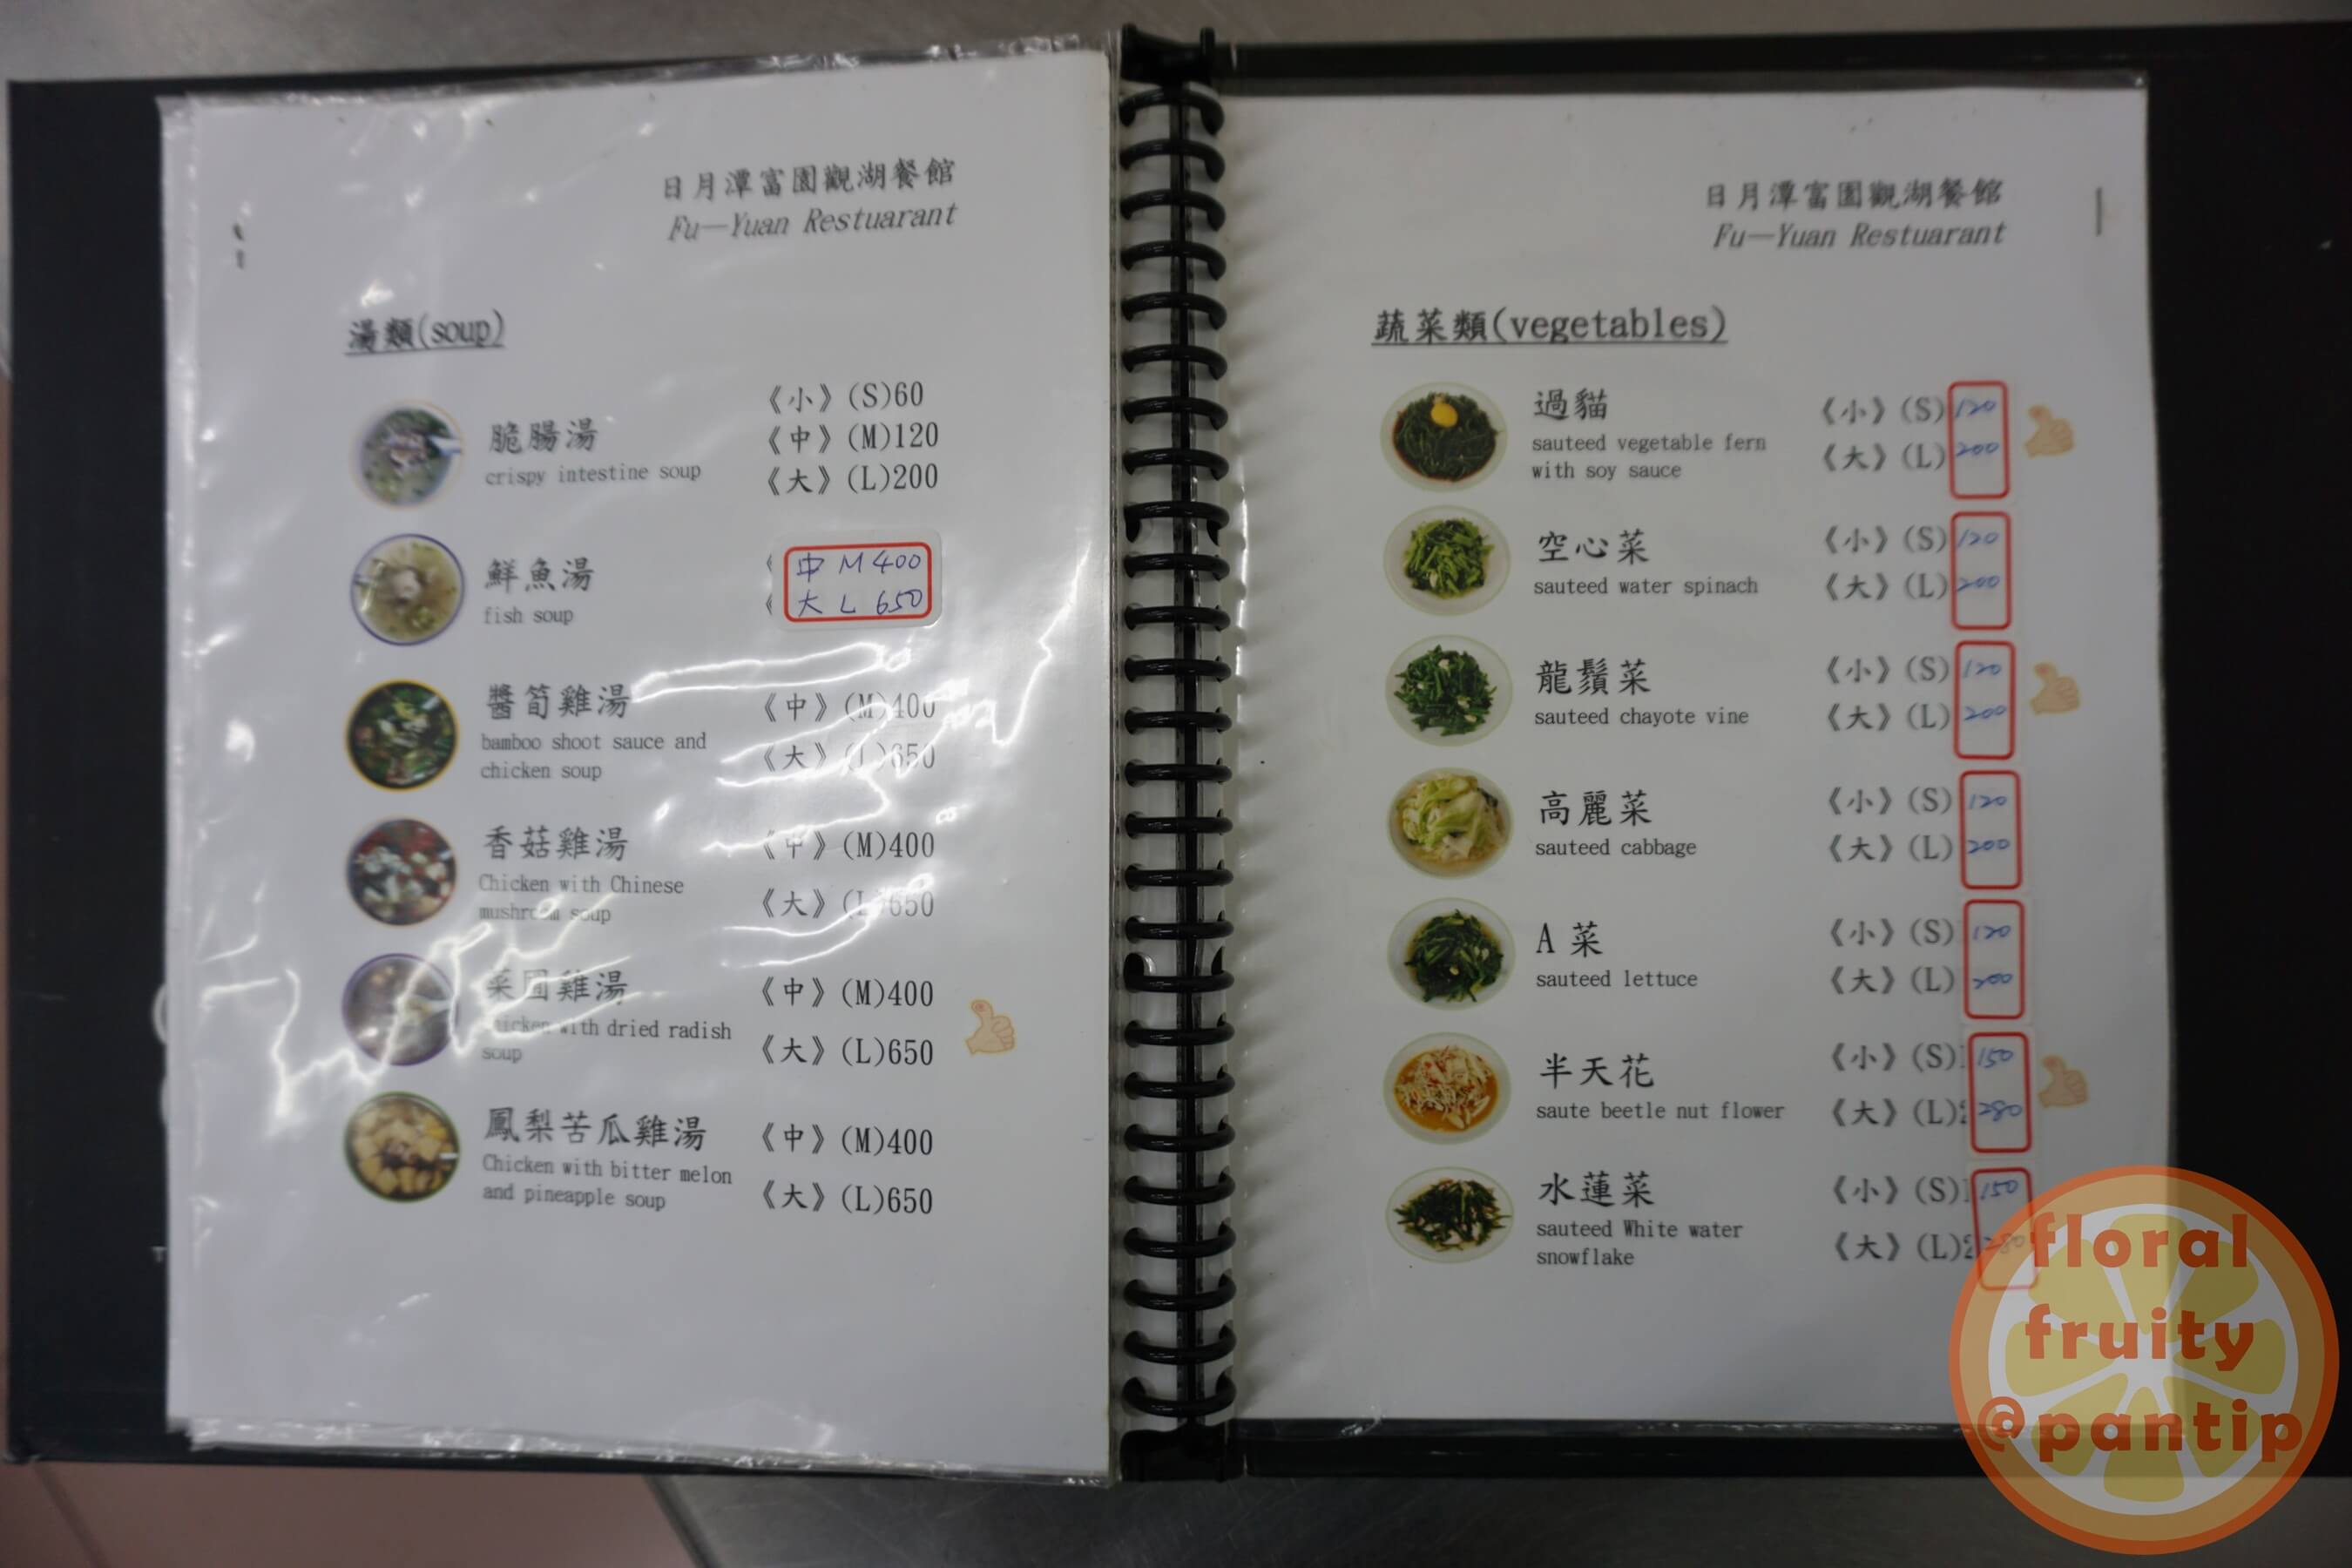 日月潭富園觀湖餐館
Fu—Yuan Restuarant
湯類(soup)
脆腸湯
crispy intestine soup
《小》(S)60
《中》(M)120
《大》(L)200
鮮魚湯
fish soup
中 M 400
大 L 650
醬筍雞湯
bamboo shoot sauce and
chicken soup
《中》(M)400
《大》(L)650
香菇雞湯
Chicken with Chinese
mushroom soup
《中》(M)400
《大》(L)650
菜圃雞湯
Chicken with dried radish
soup
《中》(M)400
《大》(L)650
鳳梨苦瓜雞湯
Chicken with bitter melon
and pineapple soup
《中》(M)400
《大》(L)650
日月潭富園觀湖餐館
Fu—Yuan Restuarant
蔬菜類(vegetables)
過貓
sauteed vegetable fern
with soy sauce
《小》(S) 120
《大》(L) 200
空心菜
sauteed water spinach
《小》(S) 120
《大》(L) 200
龍鬚菜
sauteed chayote vine
《小》(S) 120
《大》(L) 200
高麗菜
sauteed cabbage
《小》(S) 120
《大》(L) 200
A 菜
sauteed lettuce
《小》(S) 120
《大》(L) 200
半天花
saute beetle nut flower
《小》(S) 150
《大》(L) 280
水蓮菜
sauteed White water
snowflake
《小》(S) 150
《大》(L) 280
floral
fruity
@pantip